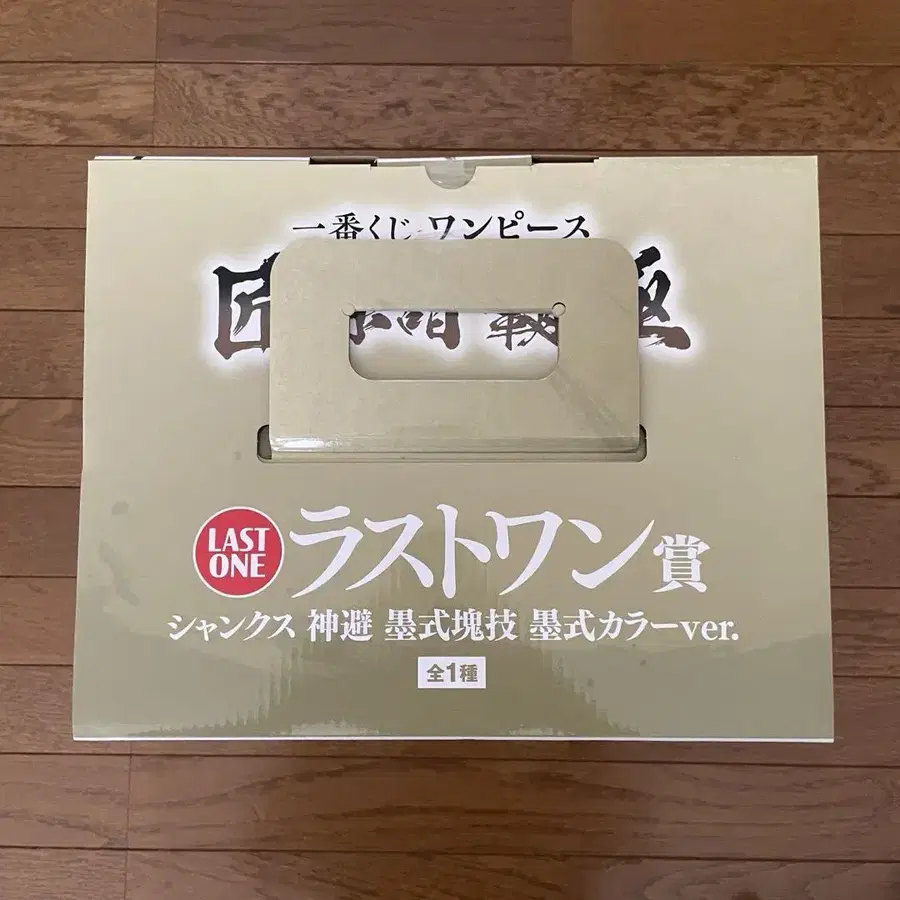 一番くじ ワンピース
匠
LAST
ONE
ラストワン賞
シャンクス 神避 墨式塊技 墨式カラーver.
全1種